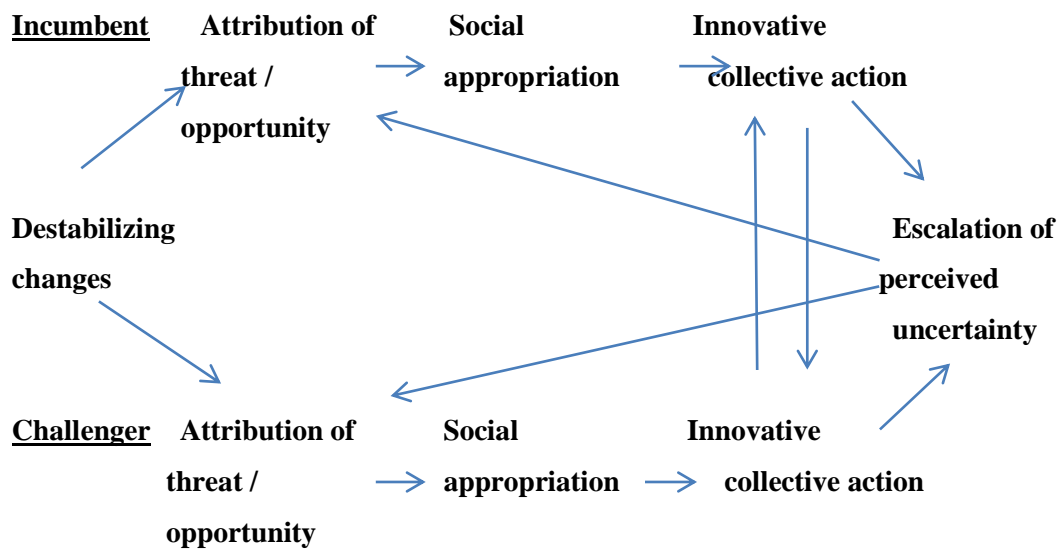 Incumbent Attribution of Social Innovative
threat / appropriation collective action
opportunity
Destabilizing Escalation of
changes perceived
uncertainty
Challenger Attribution of Social Innovative
threat / appropriation collective action
opportunity